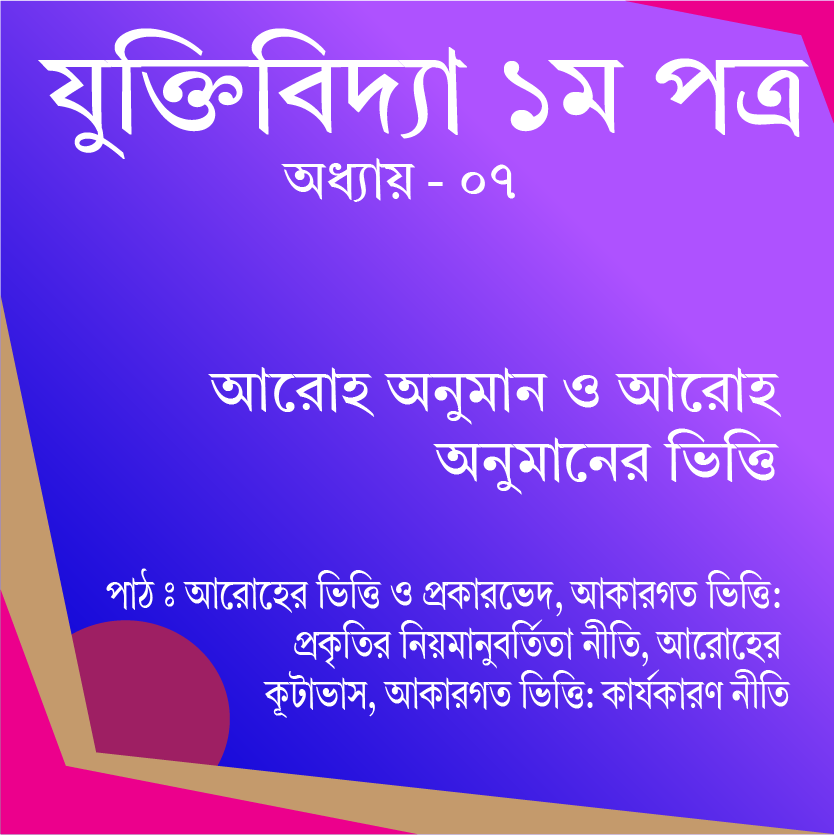 যুক্তিবিদ্যা ১ম পত্র
অধ্যায় - ০৭
আরোহ অনুমান ও আরোহ
অনুমানের ভিত্তি
পাঠ ঃ আরোহের ভিত্তি ও প্রকারভেদ, আকারগত ভিত্তি:
প্রকৃতির নিয়মানুবর্তিতা নীতি, আরোহের
কূটাভাস, আকারগত ভিত্তি: কার্যকারণ নীতি